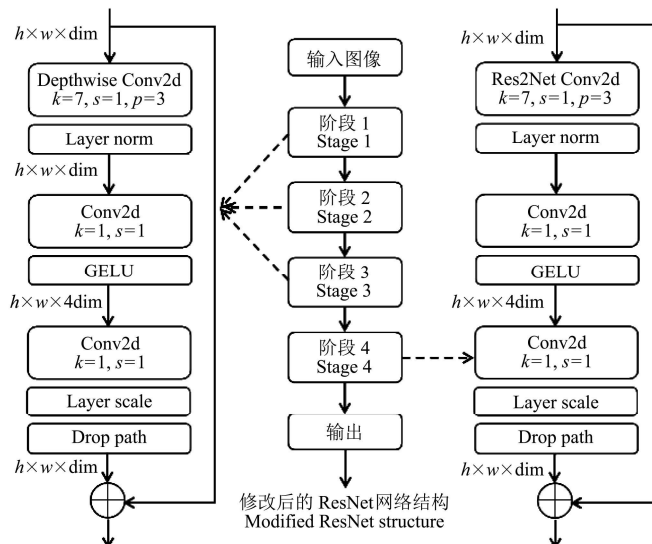 h×w×dim
Depthwise Conv2d
k=7, s=1, p=3
Layer norm
h×w×dim
Conv2d
k=1, s=1
GELU
h×w×4dim
Conv2d
k=1, s=1
Layer scale
Drop path
h×w×dim
输入图像
阶段 1
Stage 1
阶段 2
Stage 2
阶段 3
Stage 3
阶段 4
Stage 4
输出
修改后的 ResNet网络结构
Modified ResNet structure
h×w×dim
Res2Net Conv2d
k=7, s=1, p=3
Layer norm
Conv2d
k=1, s=1
GELU
h×w×4dim
Conv2d
k=1, s=1
Layer scale
Drop path
h×w×dim